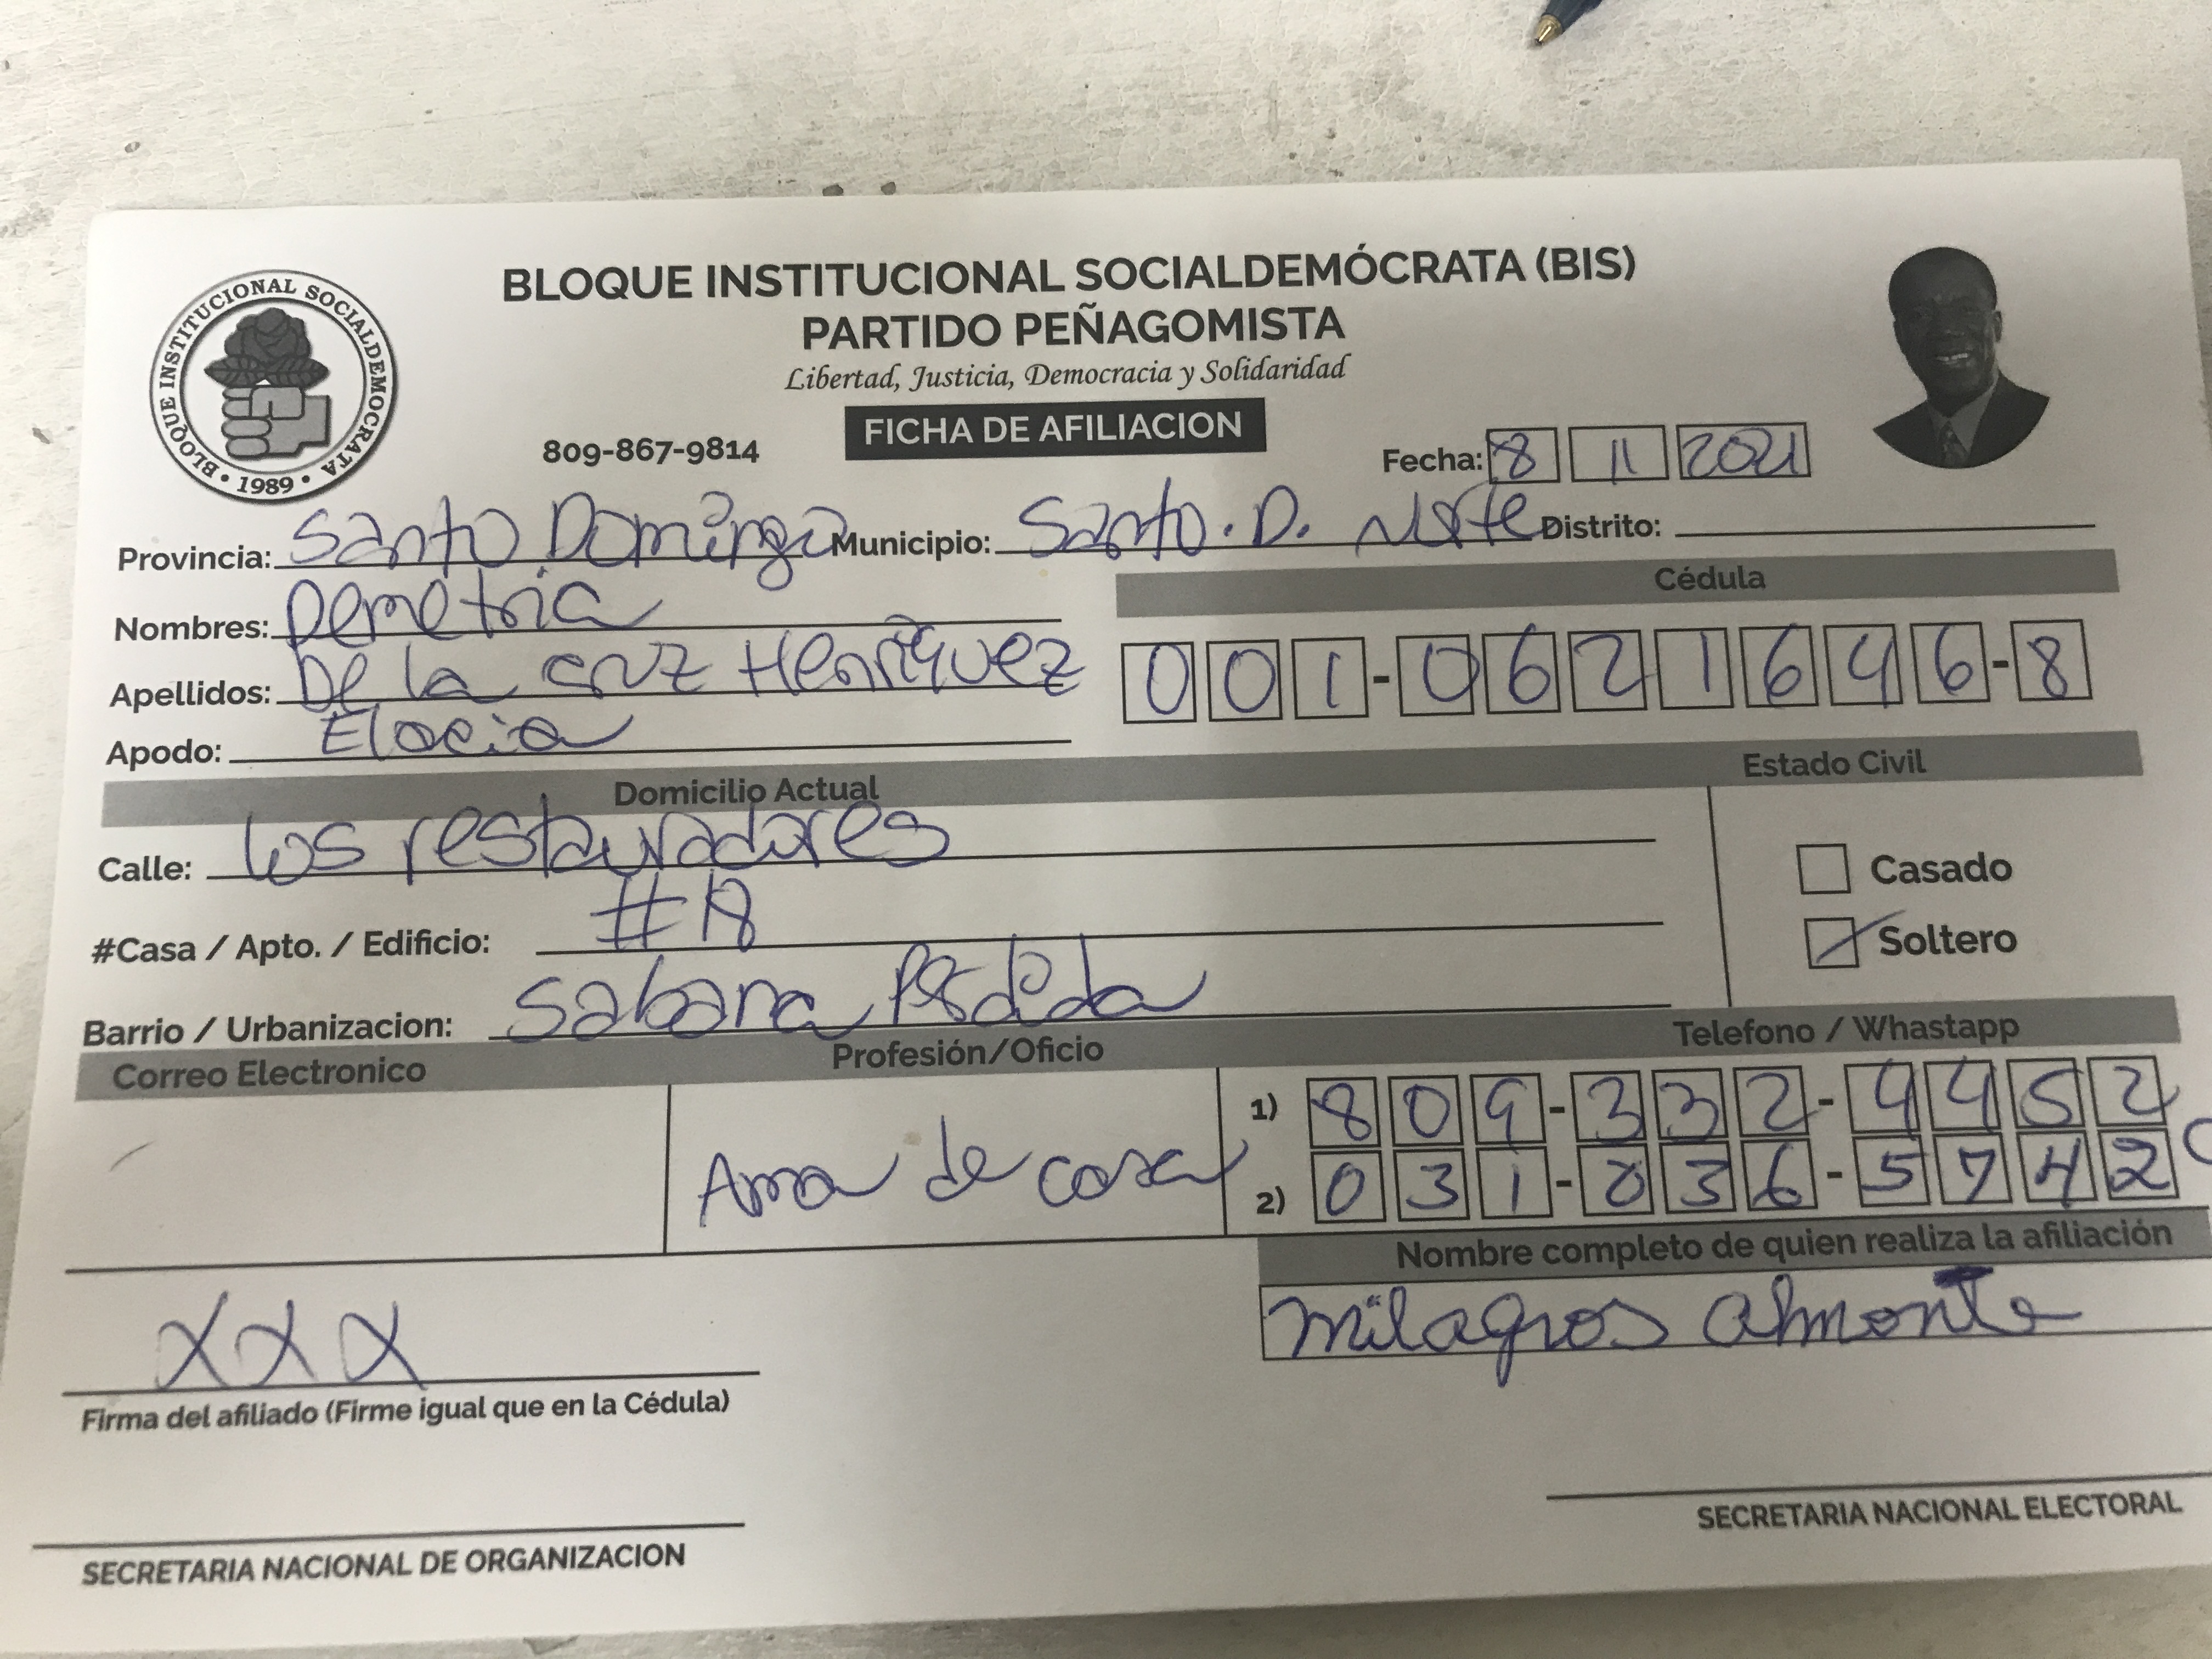 BLOQUE INSTITUCIONAL SOCIALDEMÓCRATA (BIS)
PARTIDO PEÑAGOMISTA
Libertad, Justicia, Democracia y Solidaridad
FICHA DE AFILIACION
BLOQUE INSTITUCIONAL SOCIALDEMOCRATA • 1989 •
809-867-9814
Fecha: 8 11 2021
Provincia: Santo Domingo Municipio: Santo. D. Norte Distrito:
Nombres: Demetria
Cédula
Apellidos: De la cruz Henriquez
001-0621646-8
Apodo:
Domicilio Actual
Estado Civil
Calle: los restauradores
Casado
#Casa / Apto. / Edificio: #18
Soltero
Barrio / Urbanizacion: Sabana Perdida
Correo Electronico
Profesión/Oficio
Telefono / Whastapp
Ama de casa
1) 809-332-4452
2) 031-036-5742
Nombre completo de quien realiza la afiliación
milagros almonte
XXX
Firma del afiliado (Firme igual que en la Cédula)
SECRETARIA NACIONAL DE ORGANIZACION
SECRETARIA NACIONAL ELECTORAL